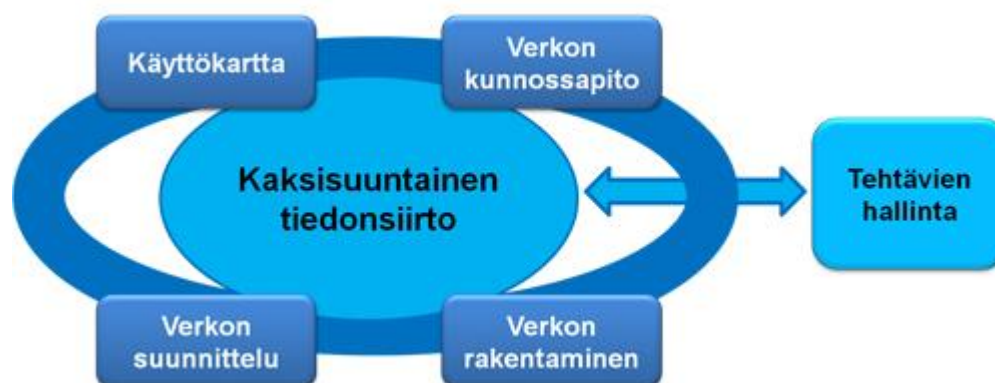 Käyttökartta
Verkon
kunnossapito
Kaksisuuntainen
tiedonsiirto
Tehtävien
hallinta
Verkon
suunnittelu
Verkon
rakentaminen